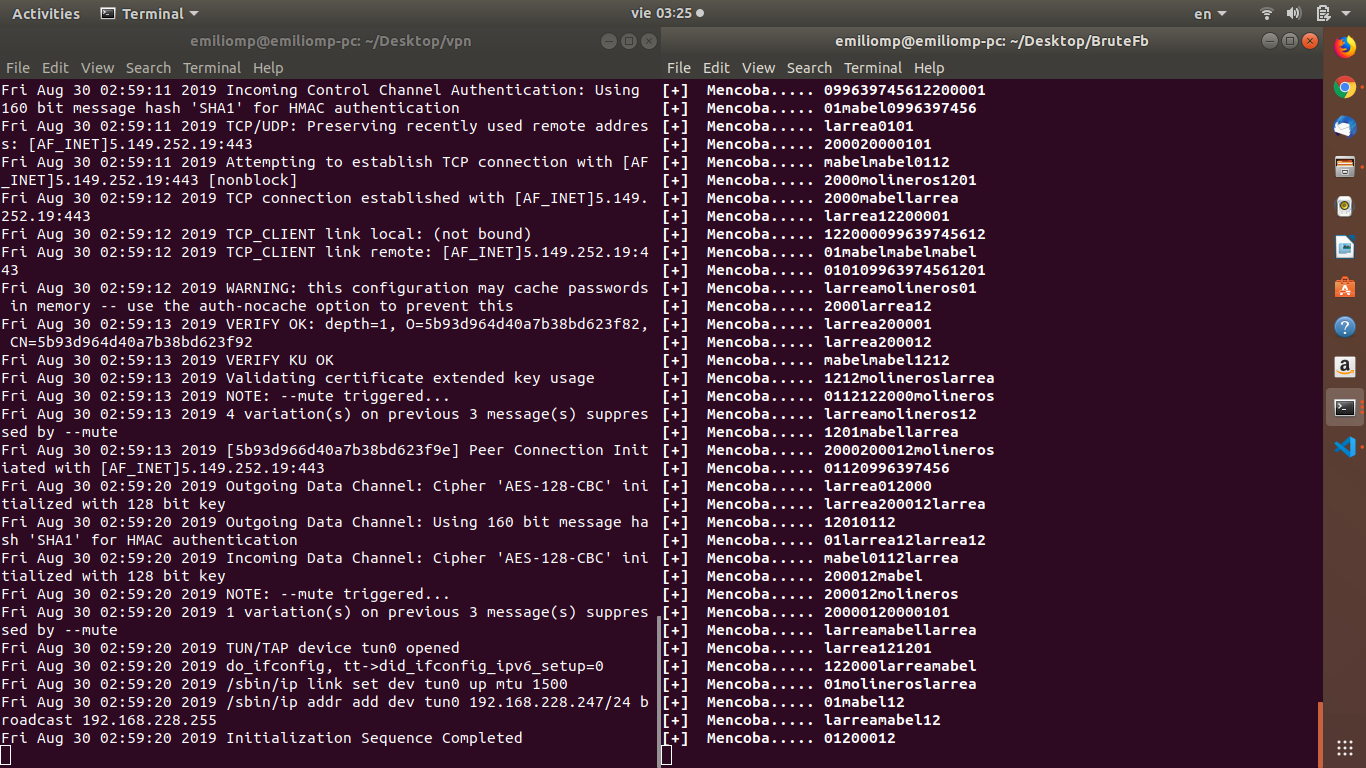 Activities Terminal vie 03:25 en
emiliomp@emiliomp-pc: ~/Desktop/vpn
File Edit View Search Terminal Help
Fri Aug 30 02:59:11 2019 Incoming Control Channel Authentication: Using
160 bit message hash 'SHA1' for HMAC authentication
Fri Aug 30 02:59:11 2019 TCP/UDP: Preserving recently used remote addres
s: [AF_INET]5.149.252.19:443
Fri Aug 30 02:59:11 2019 Attempting to establish TCP connection with [AF
_INET]5.149.252.19:443 [nonblock]
Fri Aug 30 02:59:12 2019 TCP connection established with [AF_INET]5.149.
252.19:443
Fri Aug 30 02:59:12 2019 TCP_CLIENT link local: (not bound)
Fri Aug 30 02:59:12 2019 TCP_CLIENT link remote: [AF_INET]5.149.252.19:4
43
Fri Aug 30 02:59:12 2019 WARNING: this configuration may cache passwords
 in memory -- use the auth-nocache option to prevent this
Fri Aug 30 02:59:13 2019 VERIFY OK: depth=1, O=5b93d964d40a7b38bd623f82,
 CN=5b93d964d40a7b38bd623f92
Fri Aug 30 02:59:13 2019 VERIFY KU OK
Fri Aug 30 02:59:13 2019 Validating certificate extended key usage
Fri Aug 30 02:59:13 2019 NOTE: --mute triggered...
Fri Aug 30 02:59:13 2019 4 variation(s) on previous 3 message(s) suppres
sed by --mute
Fri Aug 30 02:59:13 2019 [5b93d966d40a7b38bd623f9e] Peer Connection Init
iated with [AF_INET]5.149.252.19:443
Fri Aug 30 02:59:20 2019 Outgoing Data Channel: Cipher 'AES-128-CBC' ini
tialized with 128 bit key
Fri Aug 30 02:59:20 2019 Outgoing Data Channel: Using 160 bit message ha
sh 'SHA1' for HMAC authentication
Fri Aug 30 02:59:20 2019 Incoming Data Channel: Cipher 'AES-128-CBC' ini
tialized with 128 bit key
Fri Aug 30 02:59:20 2019 NOTE: --mute triggered...
Fri Aug 30 02:59:20 2019 1 variation(s) on previous 3 message(s) suppres
sed by --mute
Fri Aug 30 02:59:20 2019 TUN/TAP device tun0 opened
Fri Aug 30 02:59:20 2019 do_ifconfig, tt->did_ifconfig_ipv6_setup=0
Fri Aug 30 02:59:20 2019 /sbin/ip link set dev tun0 up mtu 1500
Fri Aug 30 02:59:20 2019 /sbin/ip addr add dev tun0 192.168.228.247/24 b
roadcast 192.168.228.255
Fri Aug 30 02:59:20 2019 Initialization Sequence Completed
emiliomp@emiliomp-pc: ~/Desktop/BruteFb
File Edit View Search Terminal Help
[+] Mencoba..... 099639745612200001
[+] Mencoba..... 01mabel0996397456
[+] Mencoba..... larrea0101
[+] Mencoba..... 200020000101
[+] Mencoba..... mabelmabel0112
[+] Mencoba..... 2000molineros1201
[+] Mencoba..... 2000mabellarrea
[+] Mencoba..... larrea12200001
[+] Mencoba..... 122000099639745612
[+] Mencoba..... 01mabelmabelmabel
[+] Mencoba..... 010109963974561201
[+] Mencoba..... larreamolineros01
[+] Mencoba..... 2000larrea12
[+] Mencoba..... larrea200001
[+] Mencoba..... larrea200012
[+] Mencoba..... mabelmabel1212
[+] Mencoba..... 1212molineroslarrea
[+] Mencoba..... 0112122000molineros
[+] Mencoba..... larreamolineros12
[+] Mencoba..... 1201mabellarrea
[+] Mencoba..... 2000200012molineros
[+] Mencoba..... 01120996397456
[+] Mencoba..... larrea012000
[+] Mencoba..... larrea200012larrea
[+] Mencoba..... 12010112
[+] Mencoba..... 01larrea12larrea12
[+] Mencoba..... mabel0112larrea
[+] Mencoba..... 200012mabel
[+] Mencoba..... 200012molineros
[+] Mencoba..... 20000120000101
[+] Mencoba..... larreamabellarrea
[+] Mencoba..... larrea121201
[+] Mencoba..... 122000larreamabel
[+] Mencoba..... 01molineroslarrea
[+] Mencoba..... 01mabel12
[+] Mencoba..... larreamabel12
[+] Mencoba..... 01200012